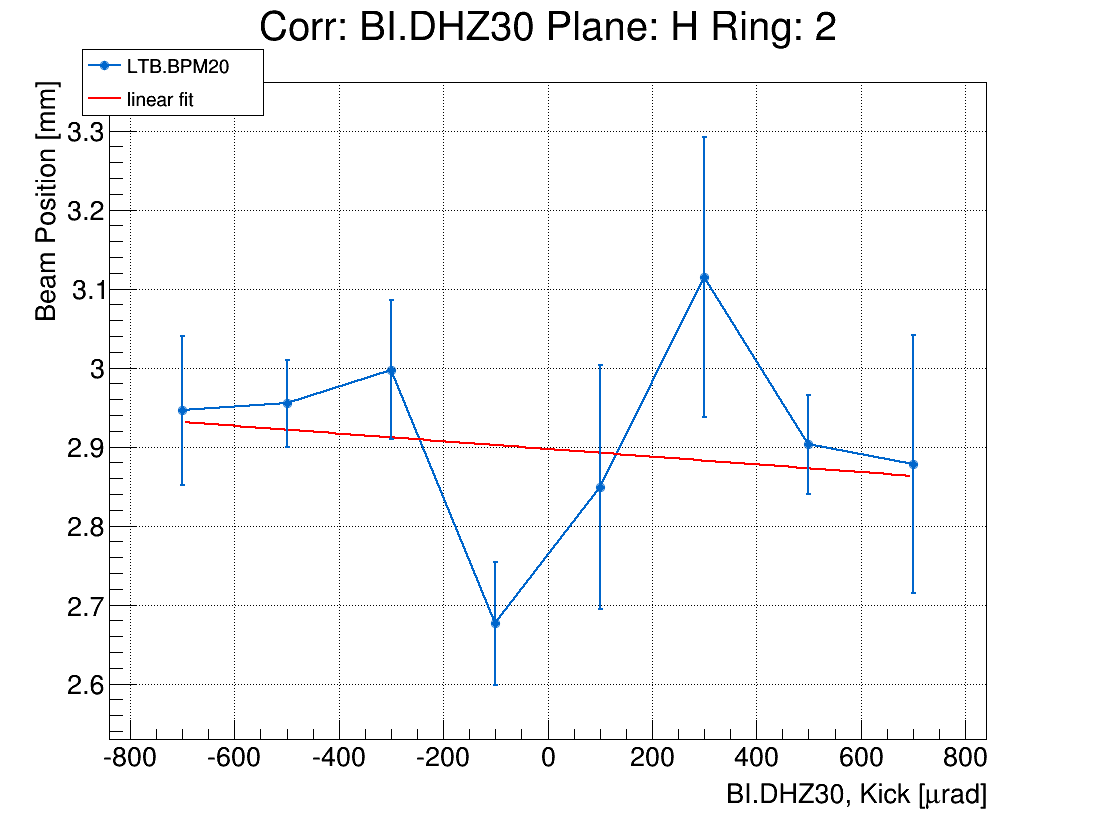 Corr: BI.DHZ30 Plane: H Ring: 2
LTB.BPM20
linear fit
Beam Position [mm]
3.3
3.2
3.1
3
2.9
2.8
2.7
2.6
-800 -600 -400 -200 0 200 400 600 800
BI.DHZ30, Kick [μrad]